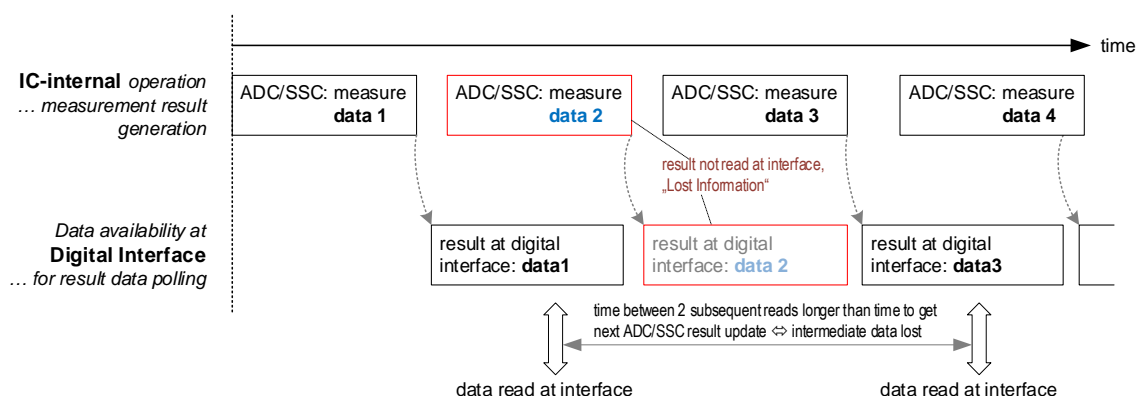 time
IC-internal operation
… measurement result
generation
ADC/SSC: measure
data 1
ADC/SSC: measure
data 2
ADC/SSC: measure
data 3
ADC/SSC: measure
data 4
result not read at interface,
„Lost Information“
Data availability at
Digital Interface
… for result data polling
result at digital
interface: data1
result at digital
interface: data 2
result at digital
interface: data3
time between 2 subsequent reads longer than time to get
next ADC/SSC result update ⇔ intermediate data lost
data read at interface
data read at interface